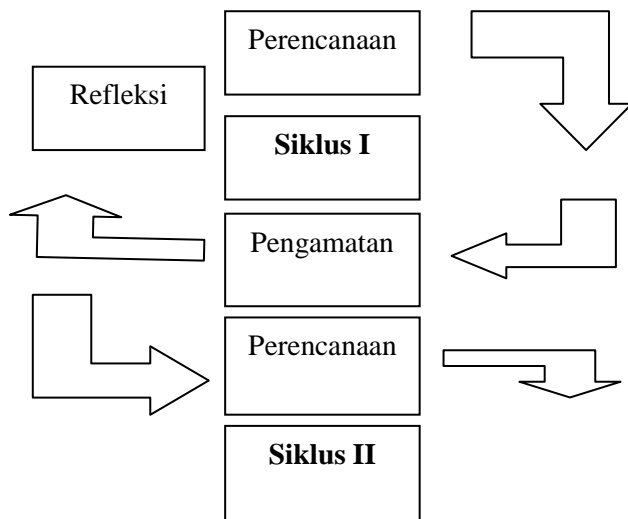 Perencanaan
Refleksi
Siklus I
Pengamatan
Perencanaan
Siklus II